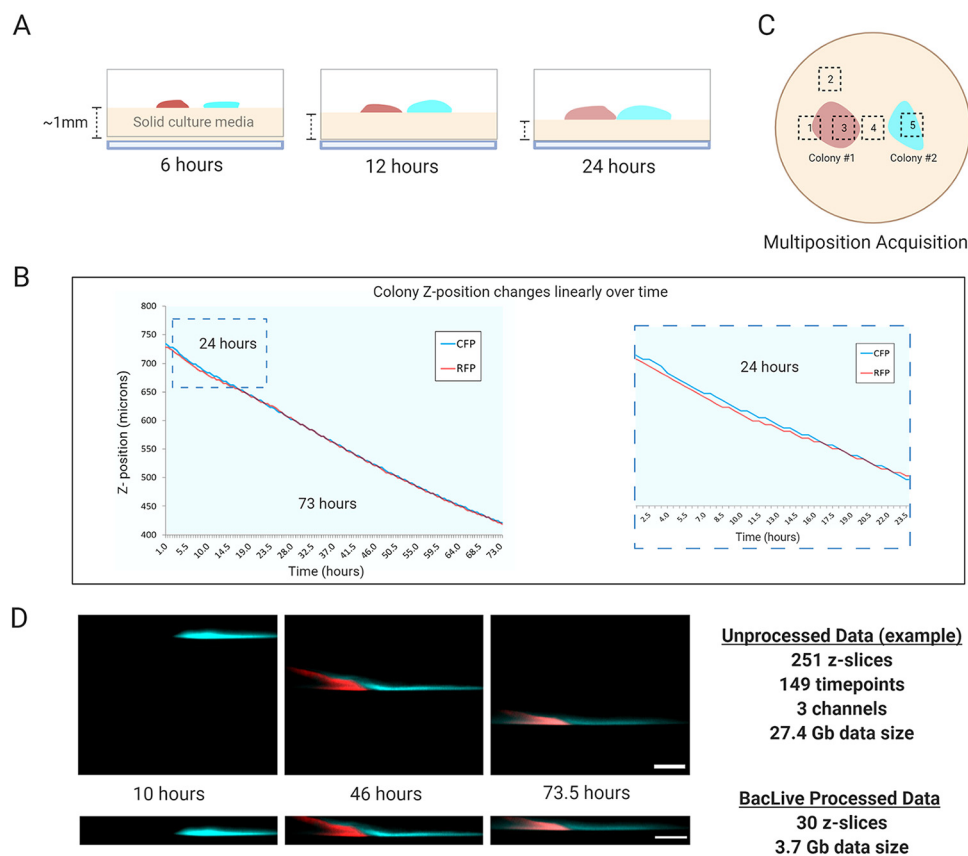 A
~1mm
Solid culture media
6 hours
12 hours
24 hours
C
2
1
3
4
5
Colony #1
Colony #2
Multiposition Acquisition
B
Colony Z-position changes linearly over time
Z- position (microns)
800
750
700
650
600
550
500
450
400
24 hours
CFP
RFP
73 hours
1.0
5.5
10.0
14.5
19.0
23.5
28.0
32.5
37.0
41.5
46.0
50.5
55.0
59.5
64.0
68.5
73.0
Time (hours)
24 hours
CFP
RFP
2.5
4.0
5.5
7.0
8.5
10.0
11.5
13.0
14.5
16.0
17.5
19.0
20.5
22.0
23.5
Time (hours)
D
10 hours
46 hours
73.5 hours
Unprocessed Data (example)
251 z-slices
149 timepoints
3 channels
27.4 Gb data size
BacLive Processed Data
30 z-slices
3.7 Gb data size